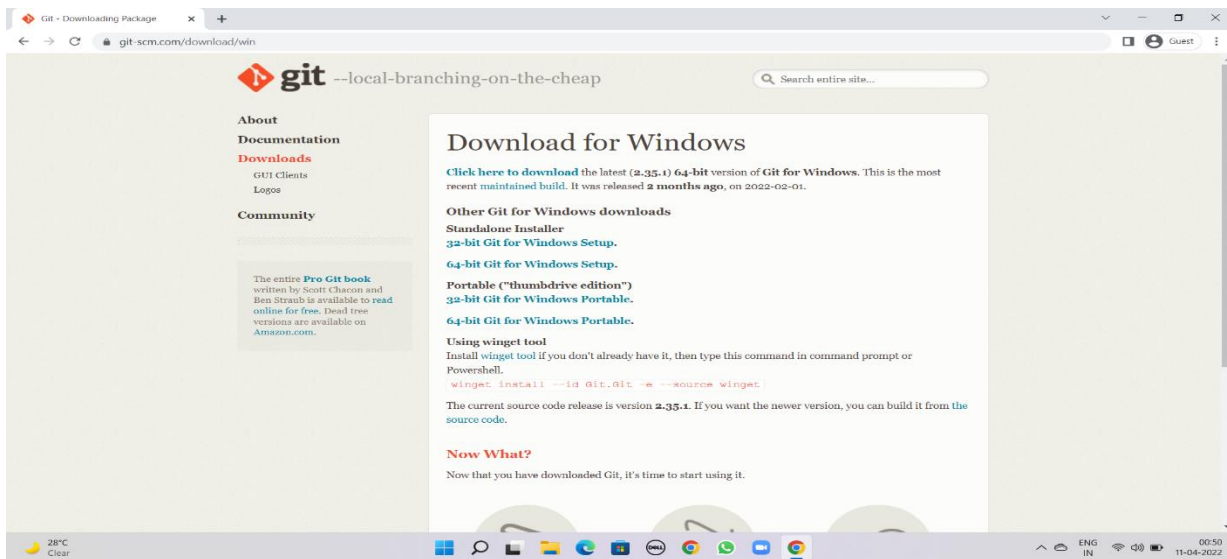 Git - Downloading Package
git-scm.com/download/win
Guest
git --local-branching-on-the-cheap
Search entire site...
About
Documentation
Downloads
GUI Clients
Logos
Community
The entire Pro Git book
written by Scott Chacon and
Ben Straub is available to read
online for free. Dead tree
versions are available on
Amazon.com.
Download for Windows
Click here to download the latest (2.35.1) 64-bit version of Git for Windows. This is the most
recent maintained build. It was released 2 months ago, on 2022-02-01.
Other Git for Windows downloads
Standalone Installer
32-bit Git for Windows Setup.
64-bit Git for Windows Setup.
Portable ("thumbdrive edition")
32-bit Git for Windows Portable.
64-bit Git for Windows Portable.
Using winget tool
Install winget tool if you don't already have it, then type this command in command prompt or
Powershell.
winget install --id Git.Git -e --source winget
The current source code release is version 2.35.1. If you want the newer version, you can build it from the
source code.
Now What?
Now that you have downloaded Git, it's time to start using it.
28°C
Clear
DELL
ENG
IN
00:50
11-04-2022